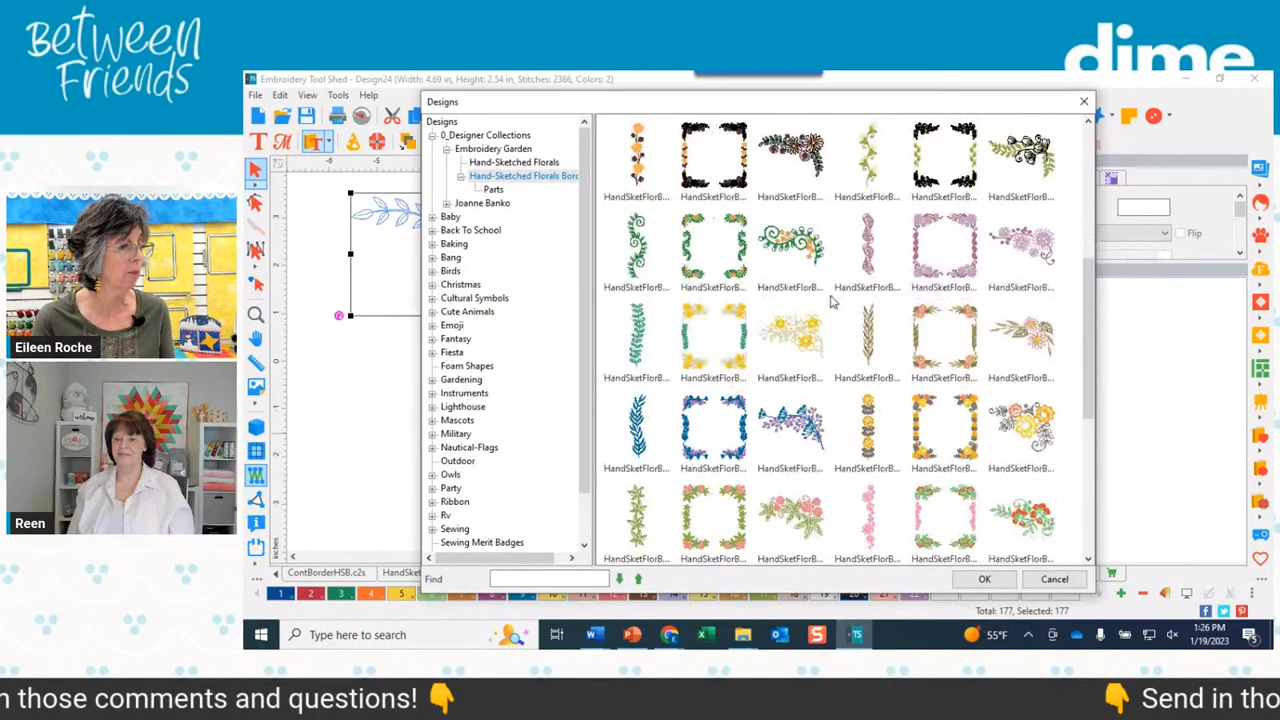 Between
Friends
dime
Embroidery Tool Shed - Design24 (Width: 4.69 in, Height: 2.54 in, Stitches: 2366, Colors: 2)
File Edit View Tools Help
Designs
Designs
0_Designer Collections
Embroidery Garden
Hand-Sketched Florals
Hand-Sketched Florals Bord
Parts
Joanne Banko
Baby
Back To School
Baking
Bang
Birds
Christmas
Cultural Symbols
Cute Animals
Emoji
Fantasy
Fiesta
Foam Shapes
Gardening
Instruments
Lighthouse
Mascots
Military
Nautical-Flags
Outdoor
Owls
Party
Ribbon
Rv
Sewing
Sewing Merit Badges
HandSketFlorB... HandSketFlorB... HandSketFlorB... HandSketFlorB... HandSketFlorB... HandSketFlorB...
HandSketFlorB... HandSketFlorB... HandSketFlorB... HandSketFlorB... HandSketFlorB... HandSketFlorB...
HandSketFlorB... HandSketFlorB... HandSketFlorB... HandSketFlorB... HandSketFlorB... HandSketFlorB...
HandSketFlorB... HandSketFlorB... HandSketFlorB... HandSketFlorB... HandSketFlorB... HandSketFlorB...
HandSketFlorB... HandSketFlorB... HandSketFlorB... HandSketFlorB... HandSketFlorB... HandSketFlorB...
Flip
Find
OK Cancel
inches
ContBorderHSB.c2s
1 2 3 4 5
Total: 177, Selected: 177
Type here to search
55°F
1:26 PM
1/19/2023
Eileen Roche
Reen
n those comments and questions! 👇 👇 Send in tho